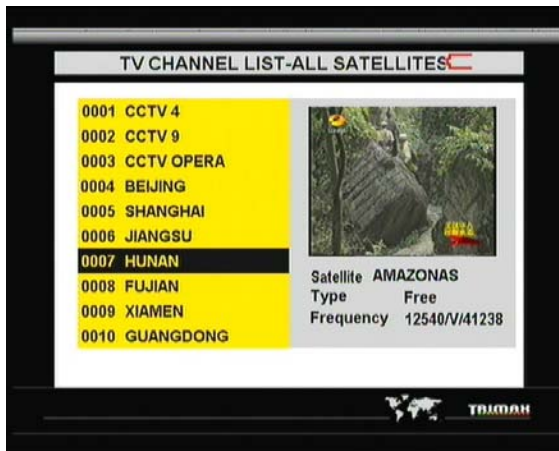 TV CHANNEL LIST-ALL SATELLITES
0001 CCTV 4
0002 CCTV 9
0003 CCTV OPERA
0004 BEIJING
0005 SHANGHAI
0006 JIANGSU
0007 HUNAN
0008 FUJIAN
0009 XIAMEN
0010 GUANGDONG
Satellite AMAZONAS
Type Free
Frequency 12540/V/41238
TRIMAX